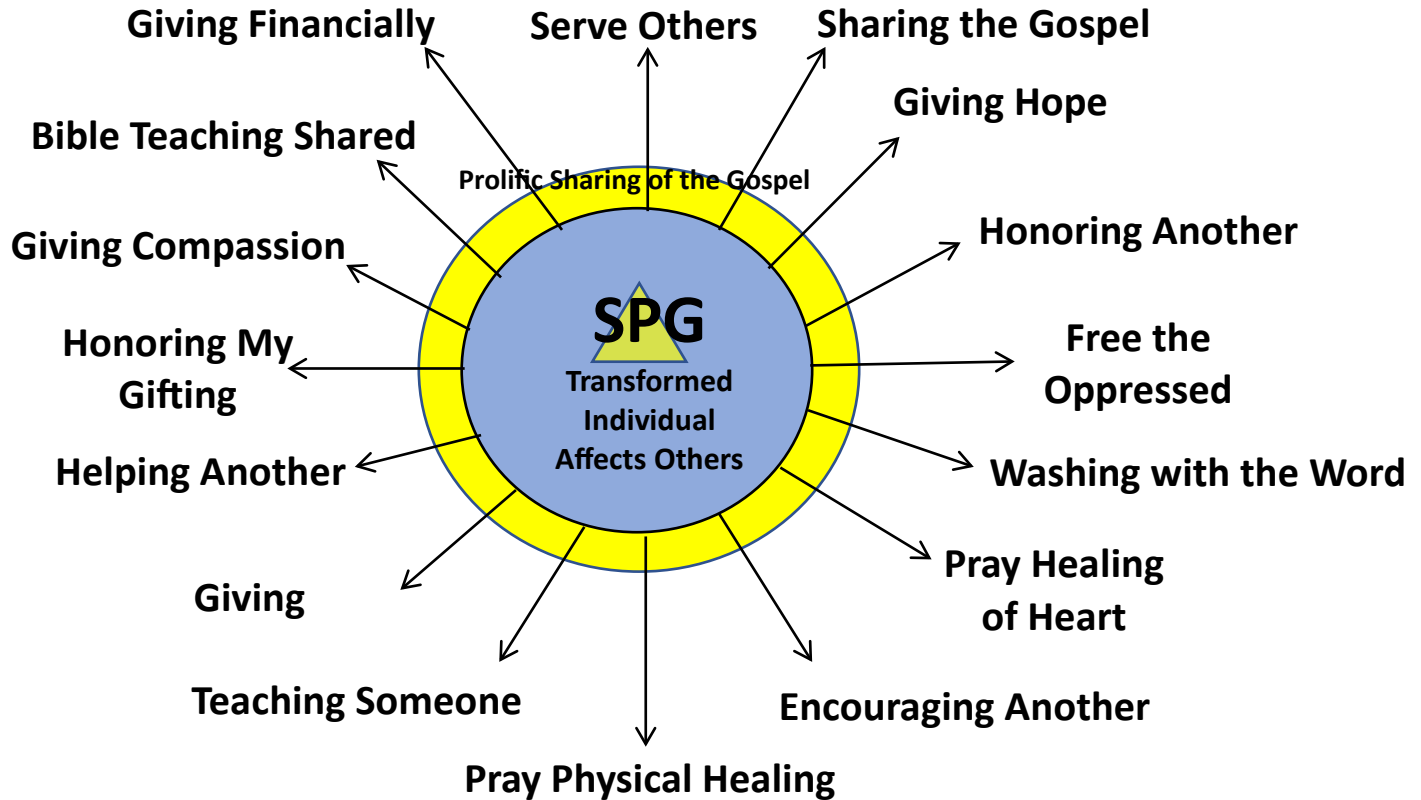 Giving Financially
Serve Others
Sharing the Gospel
Giving Hope
Bible Teaching Shared
Prolific Sharing of the Gospel
Honoring Another
Giving Compassion
SPG
Transformed
Individual
Affects Others
Honoring My
Gifting
Free the
Oppressed
Helping Another
Washing with the Word
Pray Healing
of Heart
Giving
Teaching Someone
Encouraging Another
Pray Physical Healing